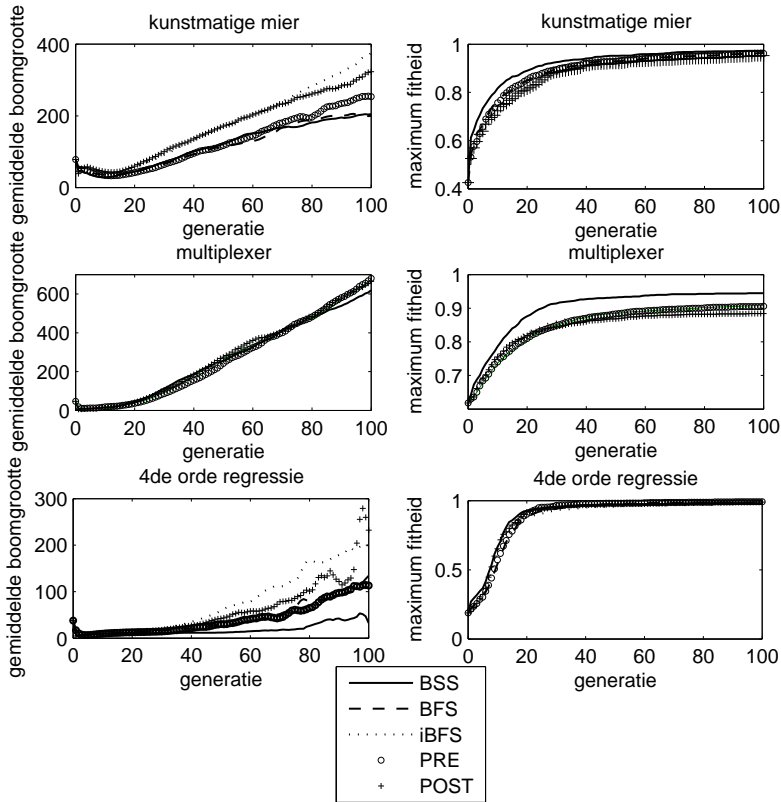 kunstmatige mier
400
200
0
0 20 40 60 80 100
generatie
gemiddelde boomgrootte
kunstmatige mier
1
0.8
0.6
0.4
0 20 40 60 80 100
generatie
maximum fitheid
multiplexer
600
400
200
0
0 20 40 60 80 100
generatie
gemiddelde boomgrootte
multiplexer
1
0.9
0.8
0.7
0 20 40 60 80 100
generatie
maximum fitheid
4de orde regressie
300
200
100
0
0 20 40 60 80 100
generatie
gemiddelde boomgrootte
4de orde regressie
1
0.5
0
0 20 40 60 80 100
generatie
maximum fitheid
BSS
BFS
iBFS
PRE
POST